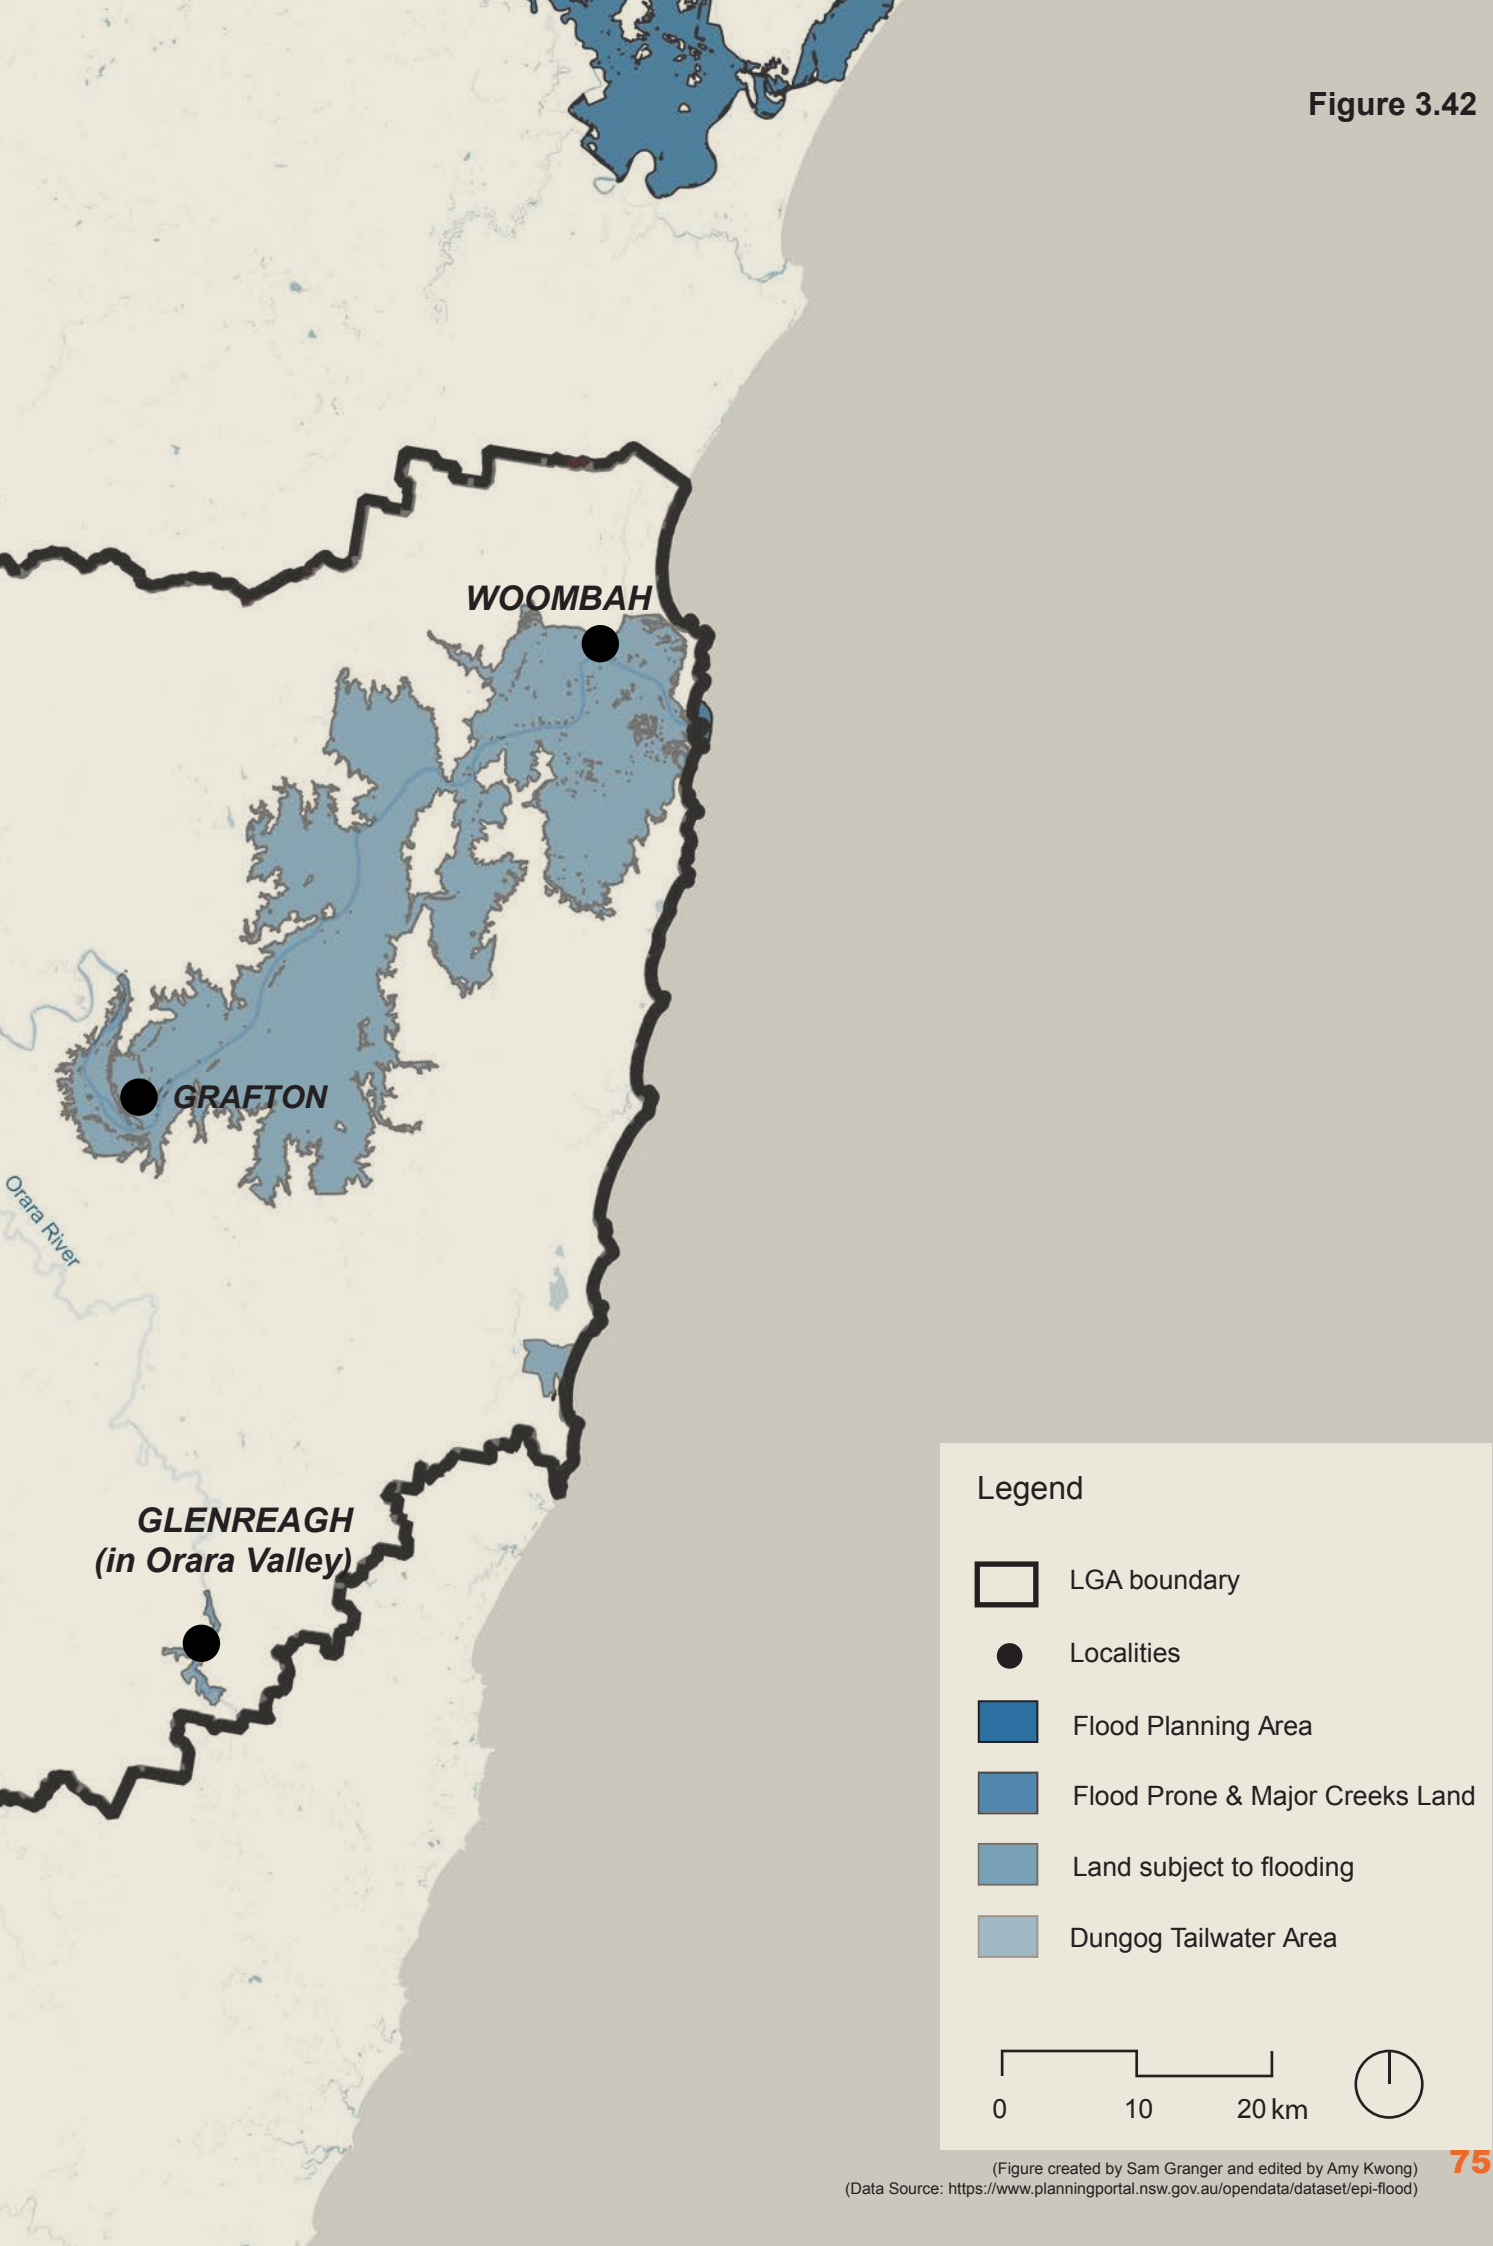 Figure 3.42
WOOMBAH
GRAFTON
Orara River
GLENREAGH
(in Orara Valley)
Legend
LGA boundary
Localities
Flood Planning Area
Flood Prone & Major Creeks Land
Land subject to flooding
Dungog Tailwater Area
0 10 20 km
(Figure created by Sam Granger and edited by Amy Kwong)
(Data Source: https://www.planningportal.nsw.gov.au/opendata/dataset/epi-flood)
75